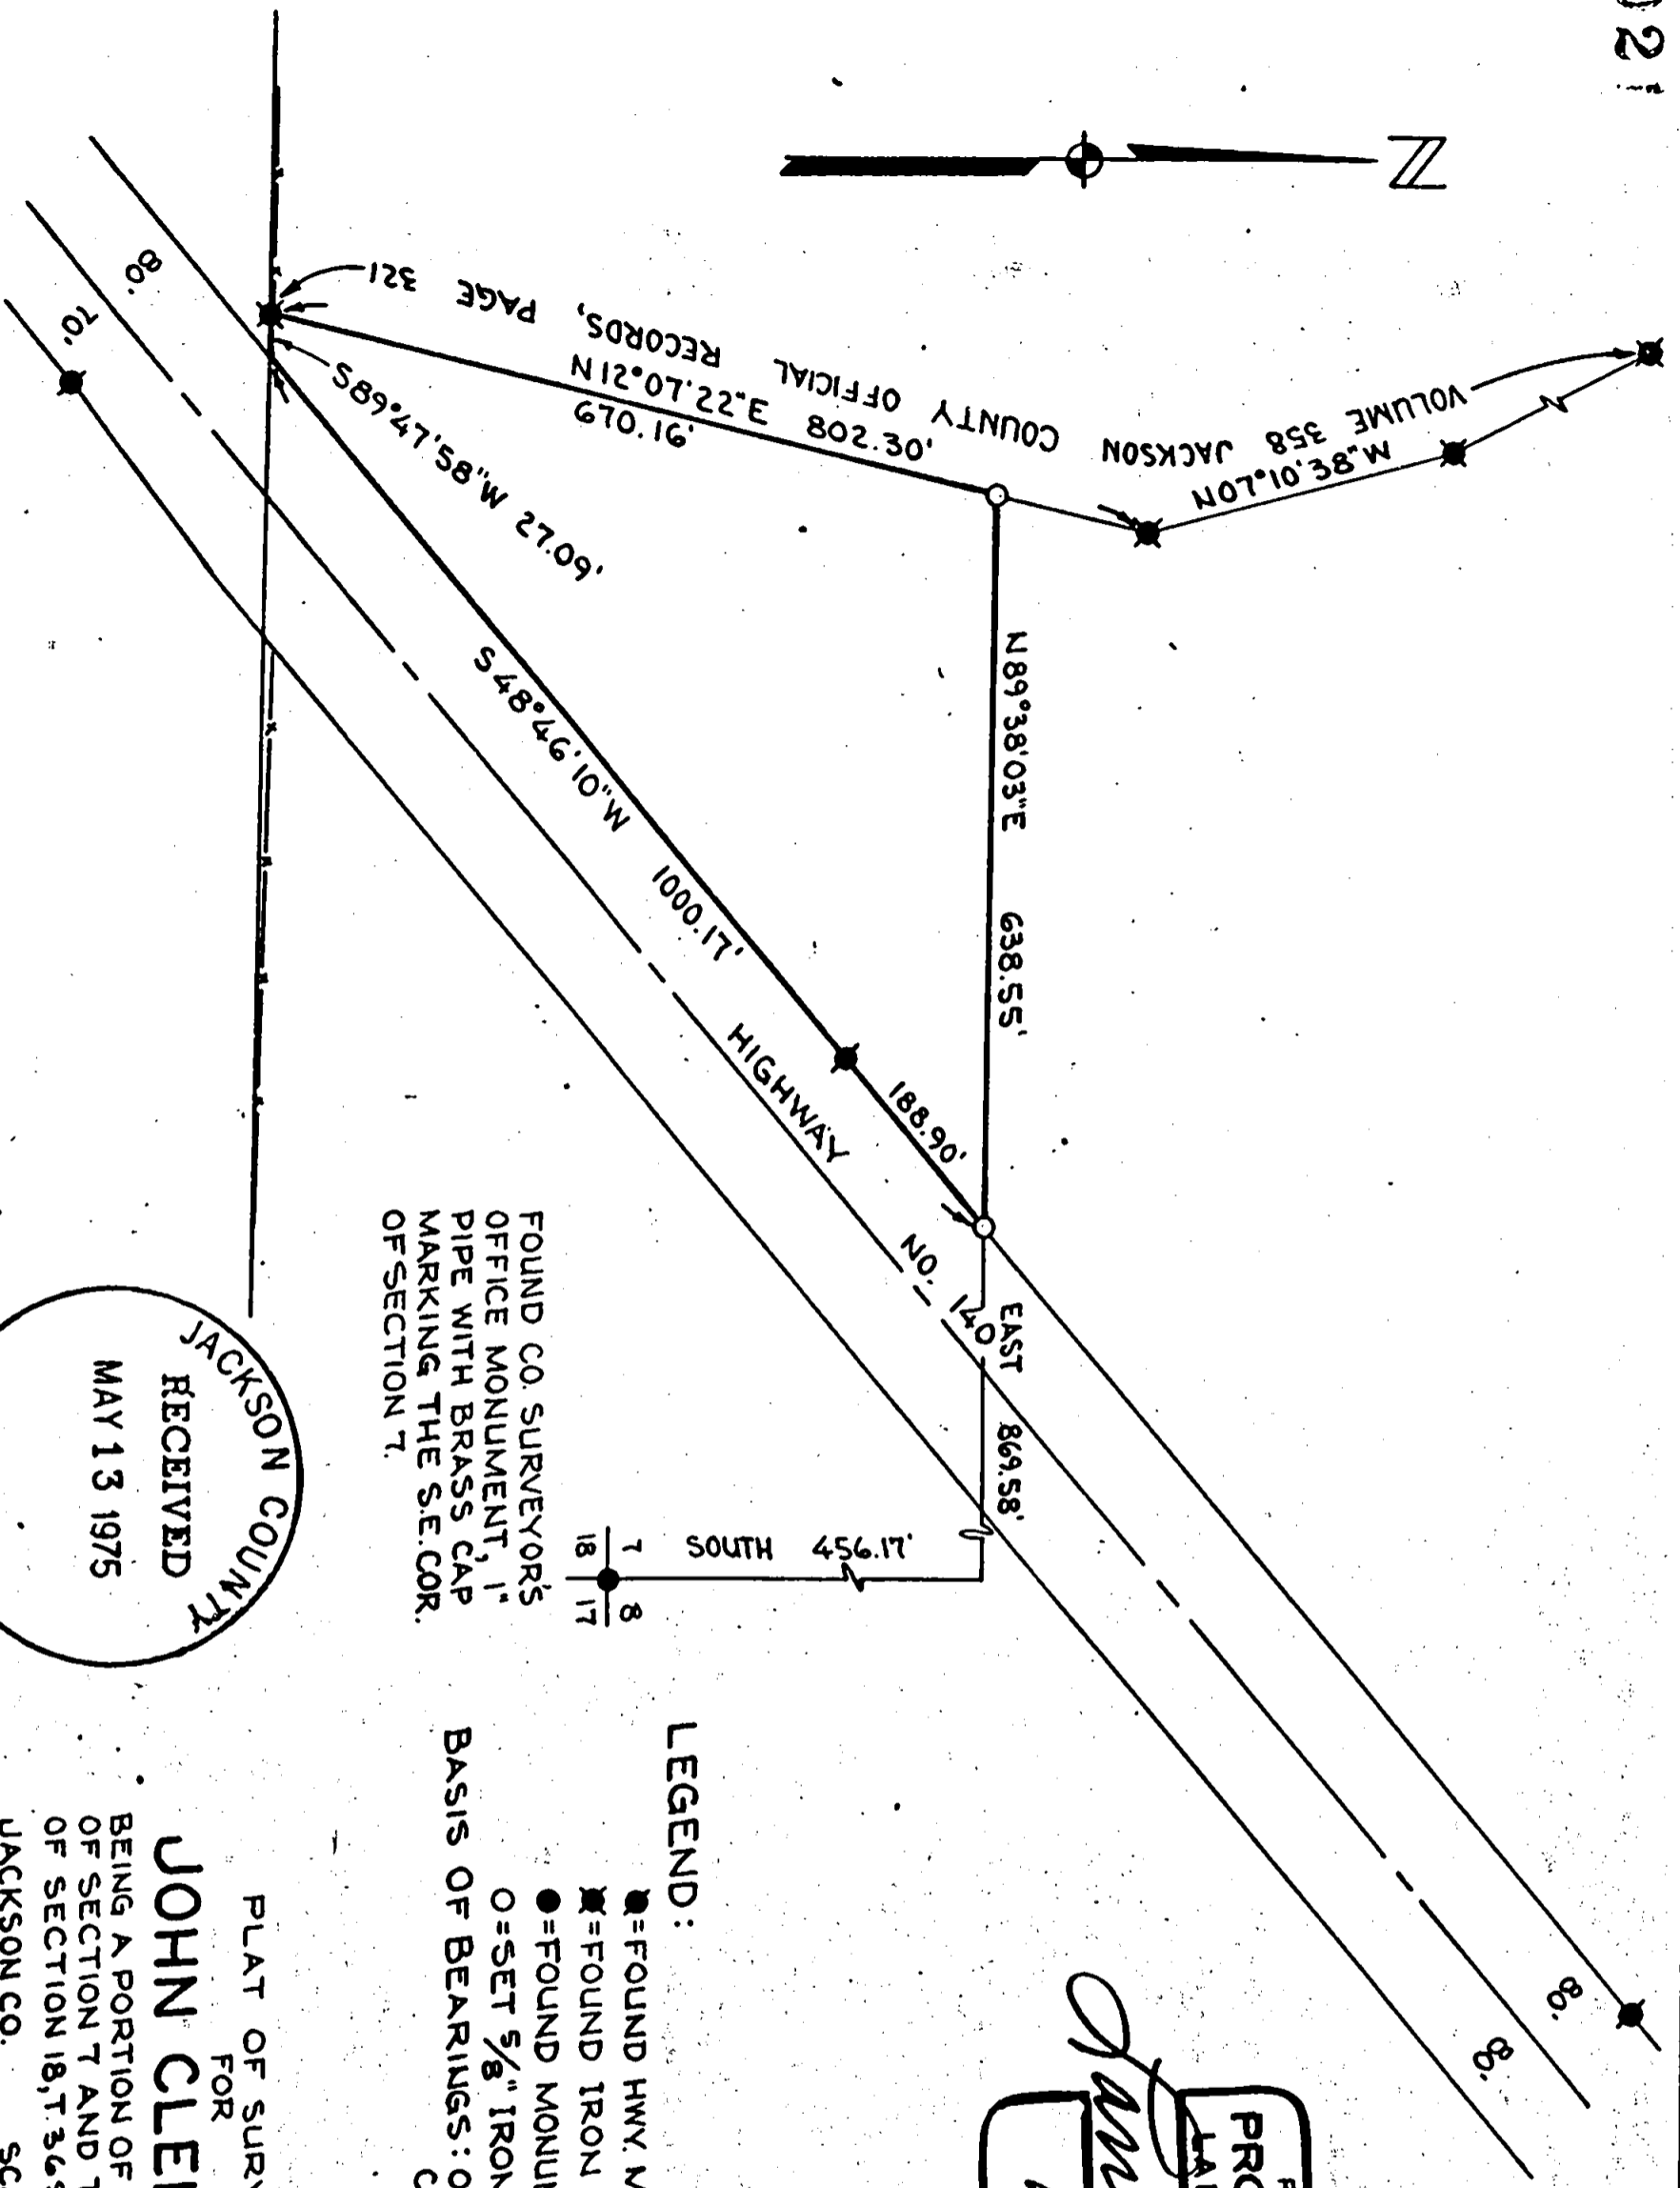 2
N
VOLUME 358 JACKSON COUNTY OFFICIAL RECORDS, PAGE 321
N07°10'38"W
N12°07'22"E 802.30'
670.16'
N89°38'03"E 638.55'
S89°47'58"W 27.09'
S48°46'10"W 1000.17'
188.90'
80'
70'
HIGHWAY NO. 140
80'
80'
EAST 869.58'
SOUTH 456.17'
7 8
18 17
FOUND CO. SURVEYOR'S
OFFICE MONUMENT, 1"
PIPE WITH BRASS CAP
MARKING THE S.E. COR.
OF SECTION 7.
JACKSON COUNTY
RECEIVED
MAY 13 1975
LEGEND:
=FOUND HWY.
=FOUND IRON
=FOUND
O=SET 5/8" IRON
BASIS OF BEARINGS:
PLAT OF
FOR
JOHN
BEING A PORTION OF
OF SECTION 7 AND
OF SECTION 18, T.36
JACKSON CO.